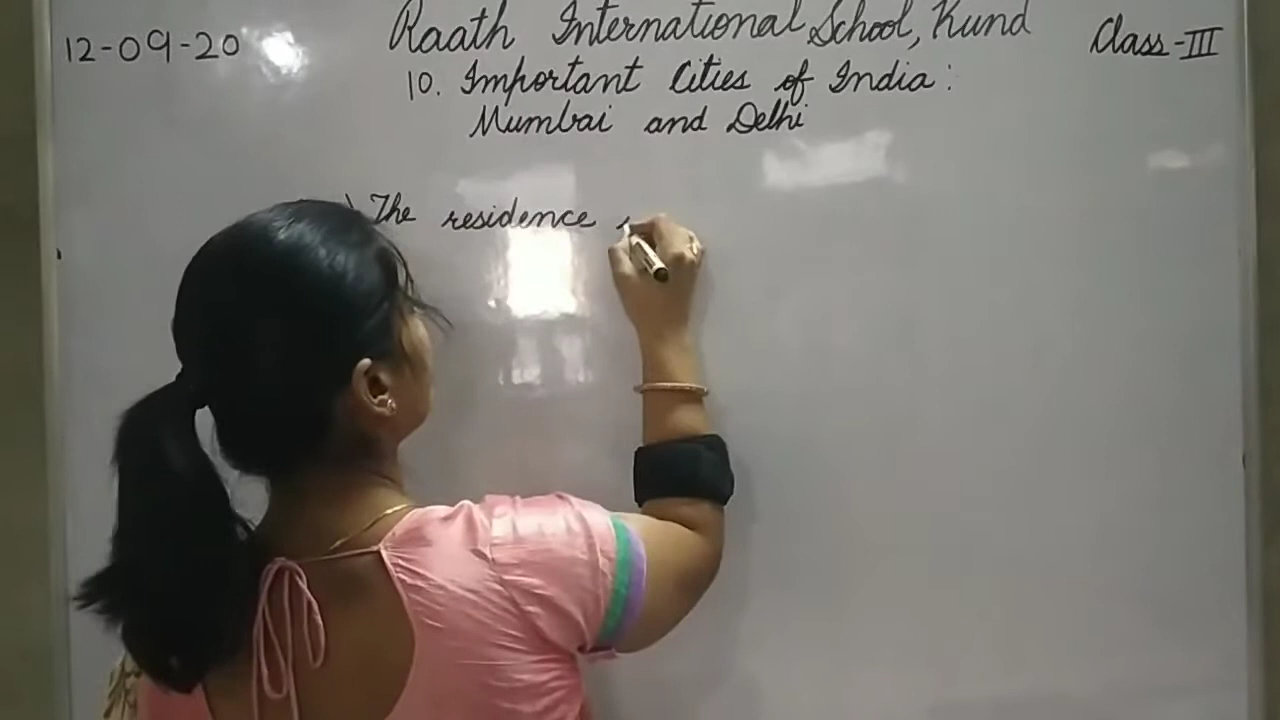 12-09-20
Raath International School, Kund
Class-III
10. Important Cities of India:
Mumbai and Delhi
) The residence